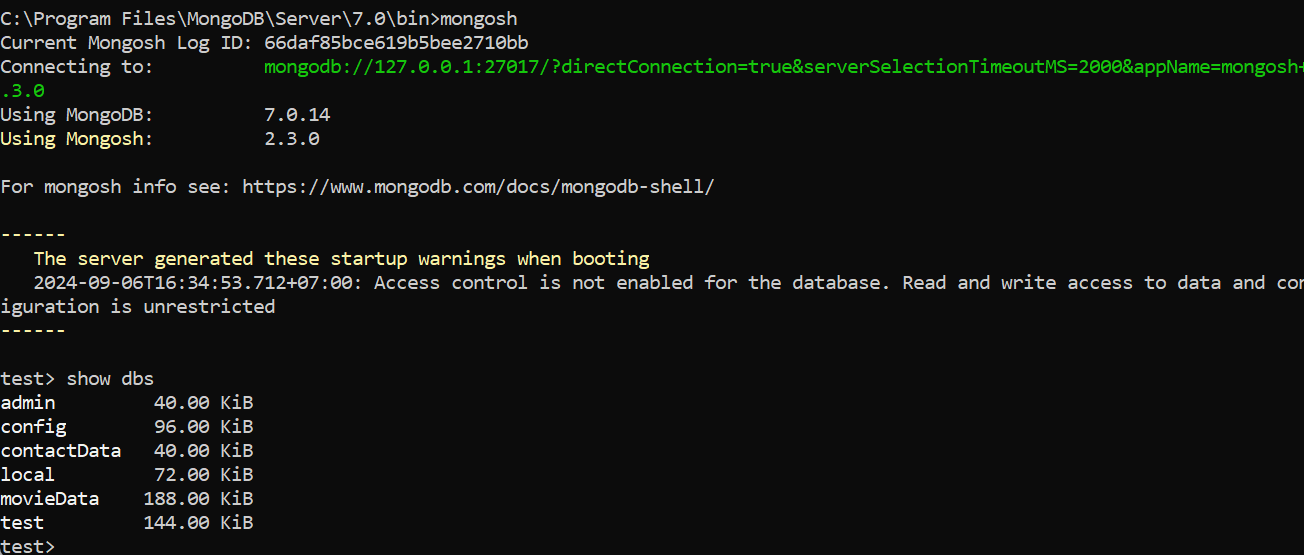 C:\Program Files\MongoDB\Server\7.0\bin>mongosh
Current Mongosh Log ID: 66daf85bce619b5bee2710bb
Connecting to:          mongodb://127.0.0.1:27017/?directConnection=true&serverSelectionTimeoutMS=2000&appName=mongosh+
.3.0
Using MongoDB:          7.0.14
Using Mongosh:          2.3.0
For mongosh info see: https://www.mongodb.com/docs/mongodb-shell/
------
   The server generated these startup warnings when booting
   2024-09-06T16:34:53.712+07:00: Access control is not enabled for the database. Read and write access to data and con
iguration is unrestricted
------
test> show dbs
admin         40.00 KiB
config        96.00 KiB
contactData   40.00 KiB
local         72.00 KiB
movieData    188.00 KiB
test         144.00 KiB
test>